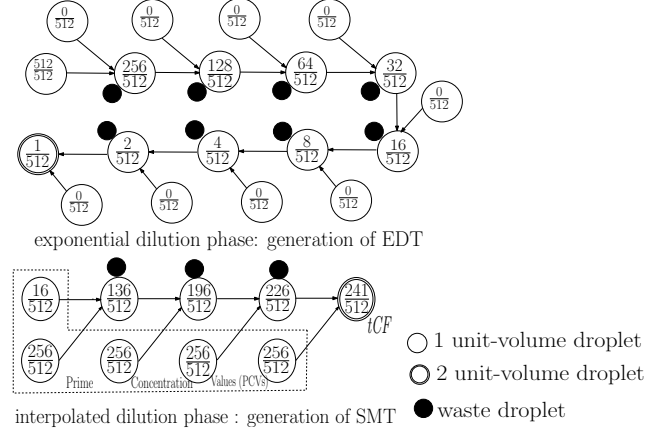 0/512 0/512 0/512 0/512
512/512 256/512 128/512 64/512 32/512
0/512
1/512 2/512 4/512 8/512 16/512
0/512 0/512 0/512 0/512
exponential dilution phase: generation of EDT
16/512 136/512 196/512 226/512 241/512
tCF
256/512 256/512 256/512 256/512
Prime Concentration Values (PCVs)
interpolated dilution phase : generation of SMT
1 unit-volume droplet
2 unit-volume droplet
waste droplet